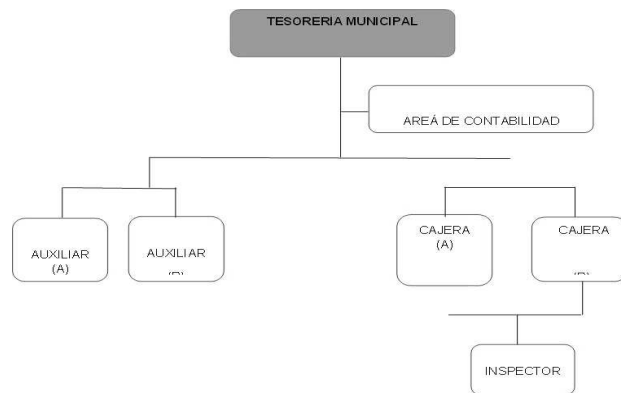 TESORERIA MUNICIPAL
AREÁ DE CONTABILIDAD
AUXILIAR
(A)
AUXILIAR
CAJERA
(A)
CAJERA
INSPECTOR